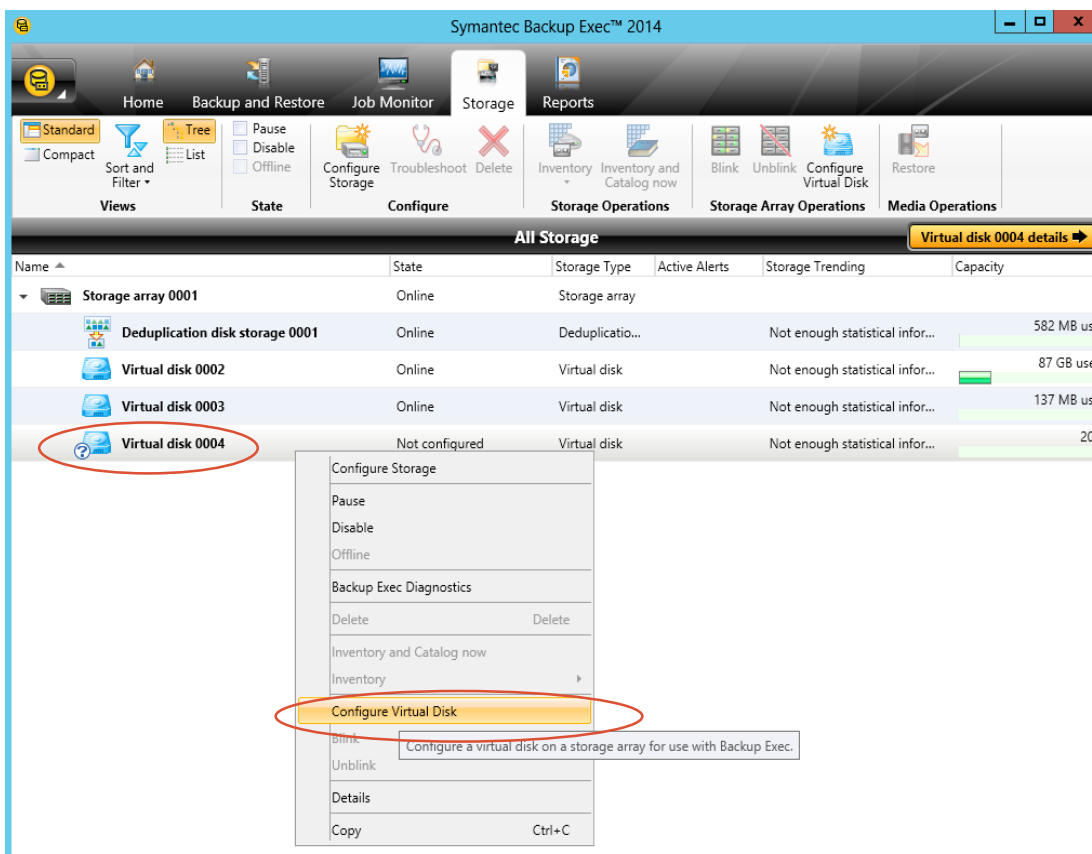 Symantec Backup Exec™ 2014
Home Backup and Restore Job Monitor Storage Reports
Standard
Compact
Sort and
Filter
Tree
List
Views
Pause
Disable
Offline
State
Configure
Storage
Troubleshoot
Delete
Configure
Inventory
Inventory and
Catalog now
Storage Operations
Blink
Unblink
Configure
Virtual Disk
Storage Array Operations
Restore
Media Operations
All Storage
Virtual disk 0004 details
Name State Storage Type Active Alerts Storage Trending Capacity
Storage array 0001 Online Storage array
Deduplication disk storage 0001 Online Deduplicatio... Not enough statistical infor... 582 MB us
Virtual disk 0002 Online Virtual disk Not enough statistical infor... 87 GB use
Virtual disk 0003 Online Virtual disk Not enough statistical infor... 137 MB us
Virtual disk 0004 Not configured Virtual disk Not enough statistical infor... 20
Configure Storage
Pause
Disable
Offline
Backup Exec Diagnostics
Delete Delete
Inventory and Catalog now
Inventory
Configure Virtual Disk
Blink
Configure a virtual disk on a storage array for use with Backup Exec.
Unblink
Details
Copy Ctrl+C